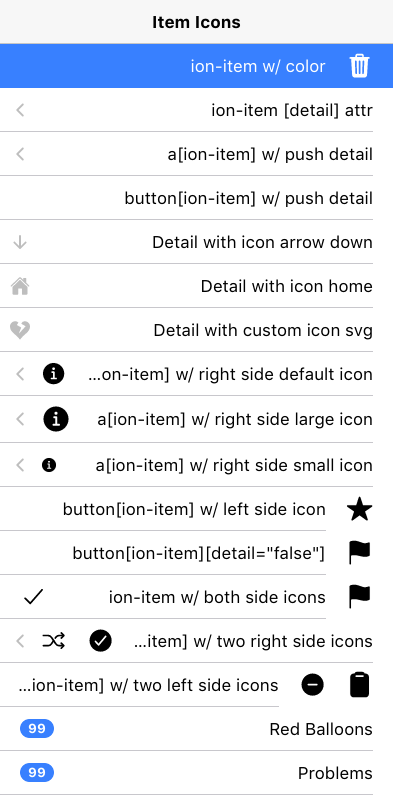 Item Icons
ion-item w/ color
ion-item [detail] attr
a[ion-item] w/ push detail
button[ion-item] w/ push detail
Detail with icon arrow down
Detail with icon home
Detail with custom icon svg
...on-item] w/ right side default icon
a[ion-item] w/ right side large icon
a[ion-item] w/ right side small icon
button[ion-item] w/ left side icon
button[ion-item][detail="false"]
ion-item w/ both side icons
...item] w/ two right side icons
...ion-item] w/ two left side icons
Red Balloons 99
Problems 99